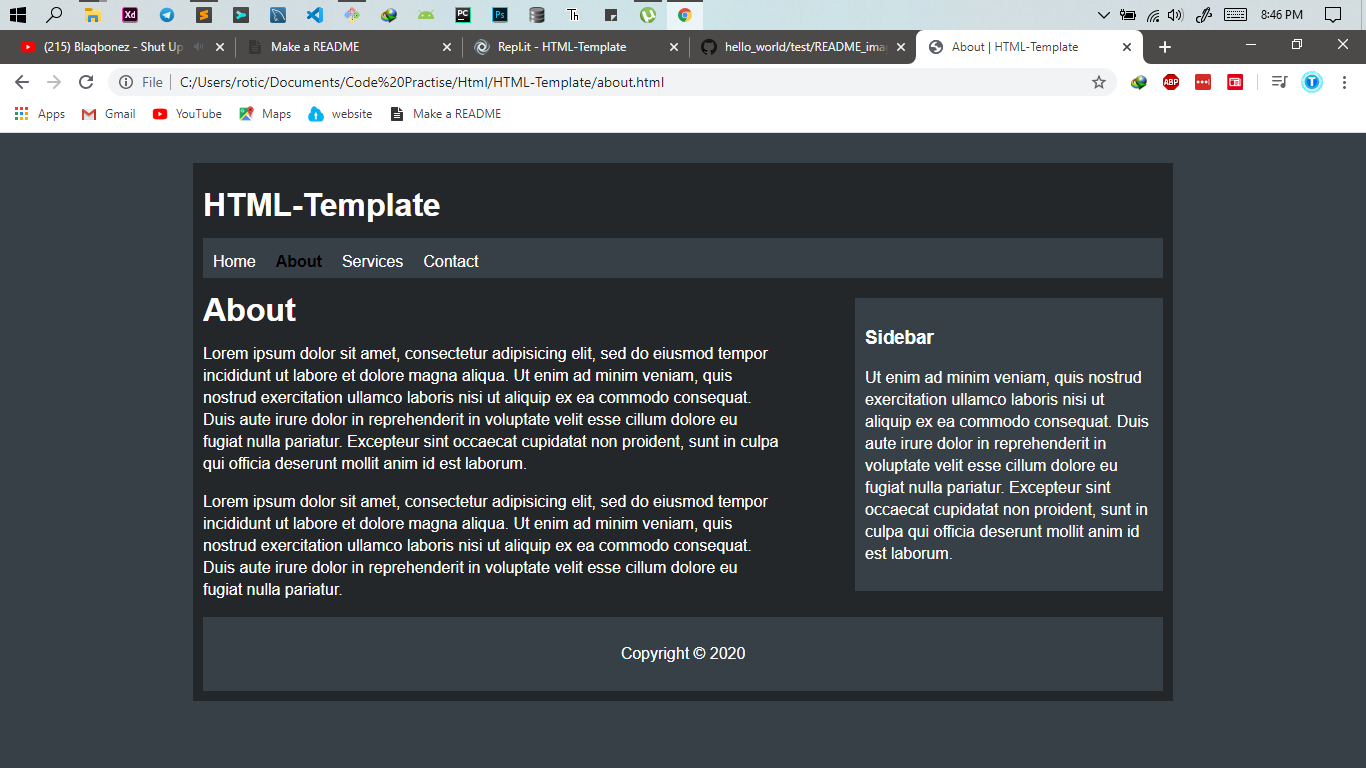 Xd
PC
Ps
Th
8:46 PM
(215) Blaqbonez - Shut Up
Make a README
Repl.it - HTML-Template
hello_world/test/README_ima
About | HTML-Template
File
C:/Users/rotic/Documents/Code%20Practise/Html/HTML-Template/about.html
ABP
T
Apps
Gmail
YouTube
Maps
website
Make a README
HTML-Template
Home About Services Contact
About
Lorem ipsum dolor sit amet, consectetur adipisicing elit, sed do eiusmod tempor
incididunt ut labore et dolore magna aliqua. Ut enim ad minim veniam, quis
nostrud exercitation ullamco laboris nisi ut aliquip ex ea commodo consequat.
Duis aute irure dolor in reprehenderit in voluptate velit esse cillum dolore eu
fugiat nulla pariatur. Excepteur sint occaecat cupidatat non proident, sunt in culpa
qui officia deserunt mollit anim id est laborum.
Lorem ipsum dolor sit amet, consectetur adipisicing elit, sed do eiusmod tempor
incididunt ut labore et dolore magna aliqua. Ut enim ad minim veniam, quis
nostrud exercitation ullamco laboris nisi ut aliquip ex ea commodo consequat.
Duis aute irure dolor in reprehenderit in voluptate velit esse cillum dolore eu
fugiat nulla pariatur.
Sidebar
Ut enim ad minim veniam, quis nostrud
exercitation ullamco laboris nisi ut
aliquip ex ea commodo consequat. Duis
aute irure dolor in reprehenderit in
voluptate velit esse cillum dolore eu
fugiat nulla pariatur. Excepteur sint
occaecat cupidatat non proident, sunt in
culpa qui officia deserunt mollit anim id
est laborum.
Copyright © 2020